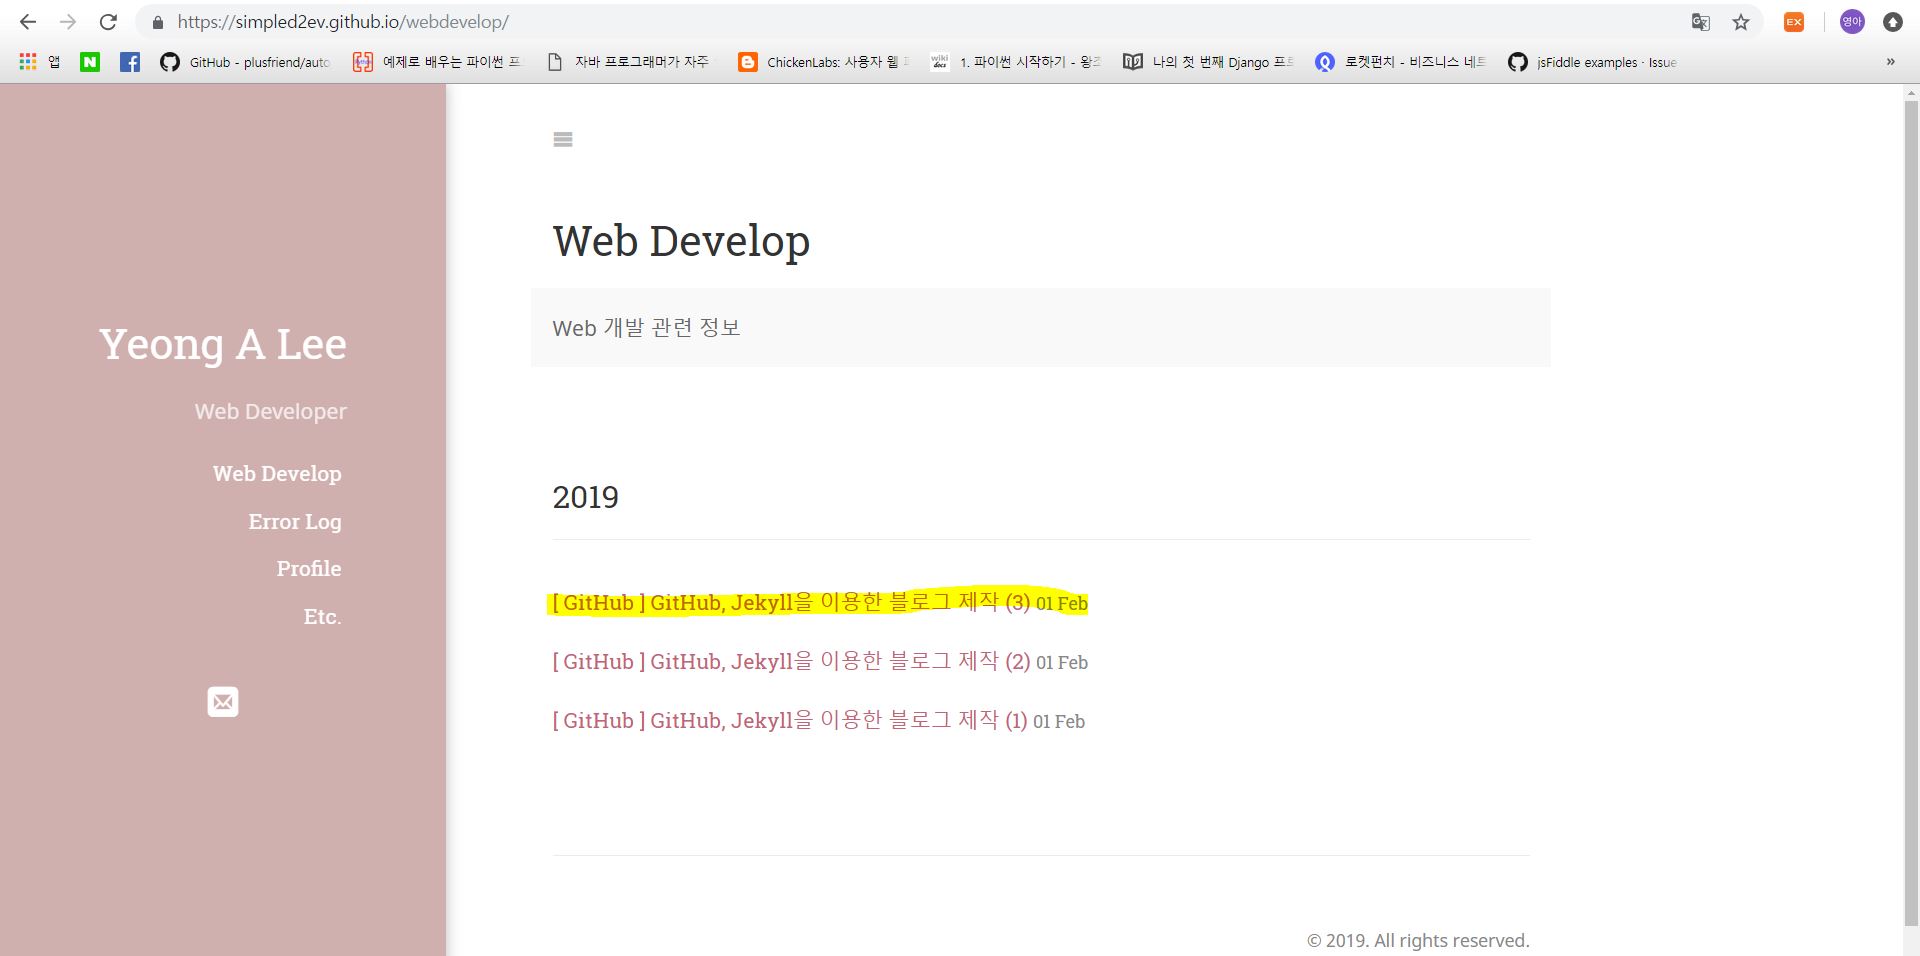 https://simpled2ev.github.io/webdevelop/
EX
영아
앱
GitHub - plusfriend/auto
예제로 배우는 파이썬 프
자바 프로그래머가 자주
ChickenLabs: 사용자 웹
wiki docs
1. 파이썬 시작하기 - 왕초
나의 첫 번째 Django 프로
로켓펀치 - 비즈니스 네트
jsFiddle examples · Issue
»
Yeong A Lee
Web Developer
Web Develop
Error Log
Profile
Etc.
Web Develop
Web 개발 관련 정보
2019
[ GitHub ] GitHub, Jekyll을 이용한 블로그 제작 (3) 01 Feb
[ GitHub ] GitHub, Jekyll을 이용한 블로그 제작 (2) 01 Feb
[ GitHub ] GitHub, Jekyll을 이용한 블로그 제작 (1) 01 Feb
© 2019. All rights reserved.